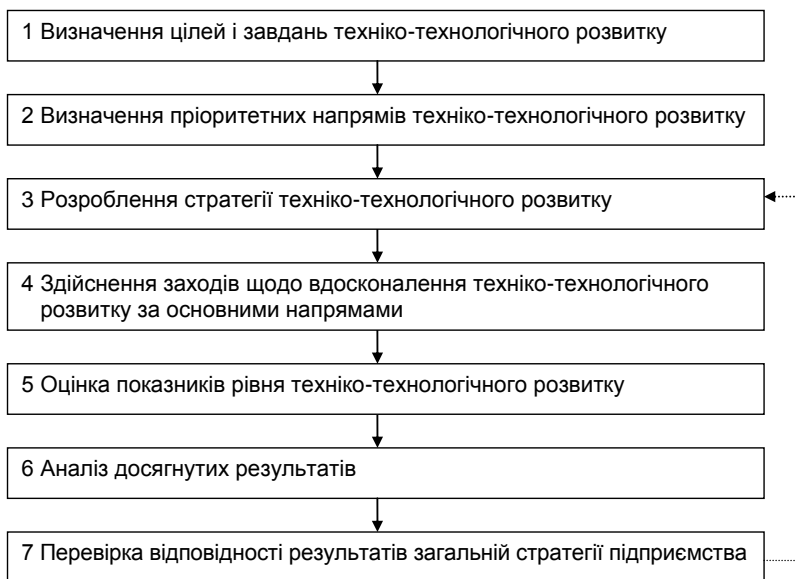 1 Визначення цілей і завдань техніко-технологічного розвитку
2 Визначення пріоритетних напрямів техніко-технологічного розвитку
3 Розроблення стратегії техніко-технологічного розвитку
4 Здійснення заходів щодо вдосконалення техніко-технологічного
розвитку за основними напрямами
5 Оцінка показників рівня техніко-технологічного розвитку
6 Аналіз досягнутих результатів
7 Перевірка відповідності результатів загальній стратегії підприємства